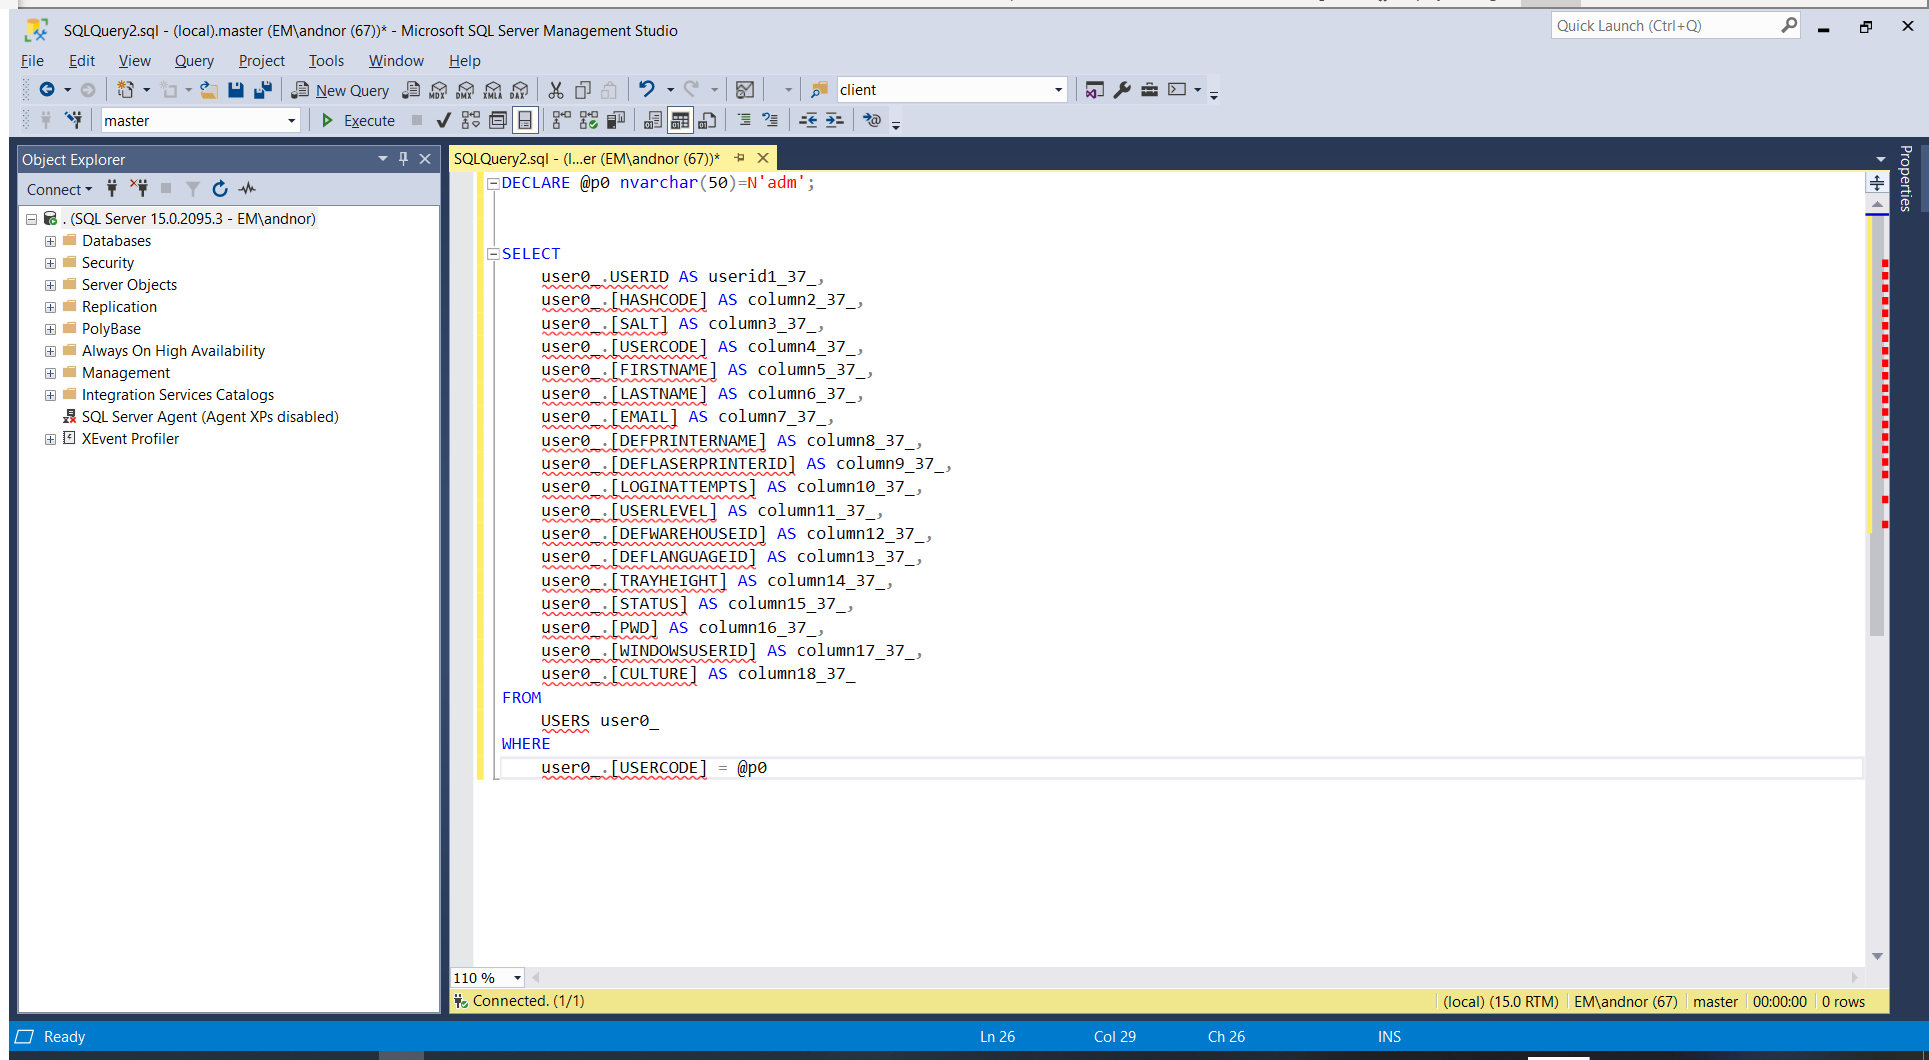 SQLQuery2.sql - (local).master (EM\andnor (67))* - Microsoft SQL Server Management Studio
Quick Launch (Ctrl+Q)
File Edit View Query Project Tools Window Help
New Query MDX DMX XMLA DAX client
master Execute
Object Explorer
Connect
. (SQL Server 15.0.2095.3 - EM\andnor)
Databases
Security
Server Objects
Replication
PolyBase
Always On High Availability
Management
Integration Services Catalogs
SQL Server Agent (Agent XPs disabled)
XEvent Profiler
SQLQuery2.sql - (l...er (EM\andnor (67))*
DECLARE @p0 nvarchar(50)=N'adm';
SELECT
user0_.USERID AS userid1_37_,
user0_.[HASHCODE] AS column2_37_,
user0_.[SALT] AS column3_37_,
user0_.[USERCODE] AS column4_37_,
user0_.[FIRSTNAME] AS column5_37_,
user0_.[LASTNAME] AS column6_37_,
user0_.[EMAIL] AS column7_37_,
user0_.[DEFPRINTERNAME] AS column8_37_,
user0_.[DEFLASERPRINTERID] AS column9_37_,
user0_.[LOGINATTEMPTS] AS column10_37_,
user0_.[USERLEVEL] AS column11_37_,
user0_.[DEFWAREHOUSEID] AS column12_37_,
user0_.[DEFLANGUAGEID] AS column13_37_,
user0_.[TRAYHEIGHT] AS column14_37_,
user0_.[STATUS] AS column15_37_,
user0_.[PWD] AS column16_37_,
user0_.[WINDOWSUSERID] AS column17_37_,
user0_.[CULTURE] AS column18_37_
FROM
USERS user0_
WHERE
user0_.[USERCODE] = @p0
Properties
110 %
Connected. (1/1) (local) (15.0 RTM) EM\andnor (67) master 00:00:00 0 rows
Ready Ln 26 Col 29 Ch 26 INS